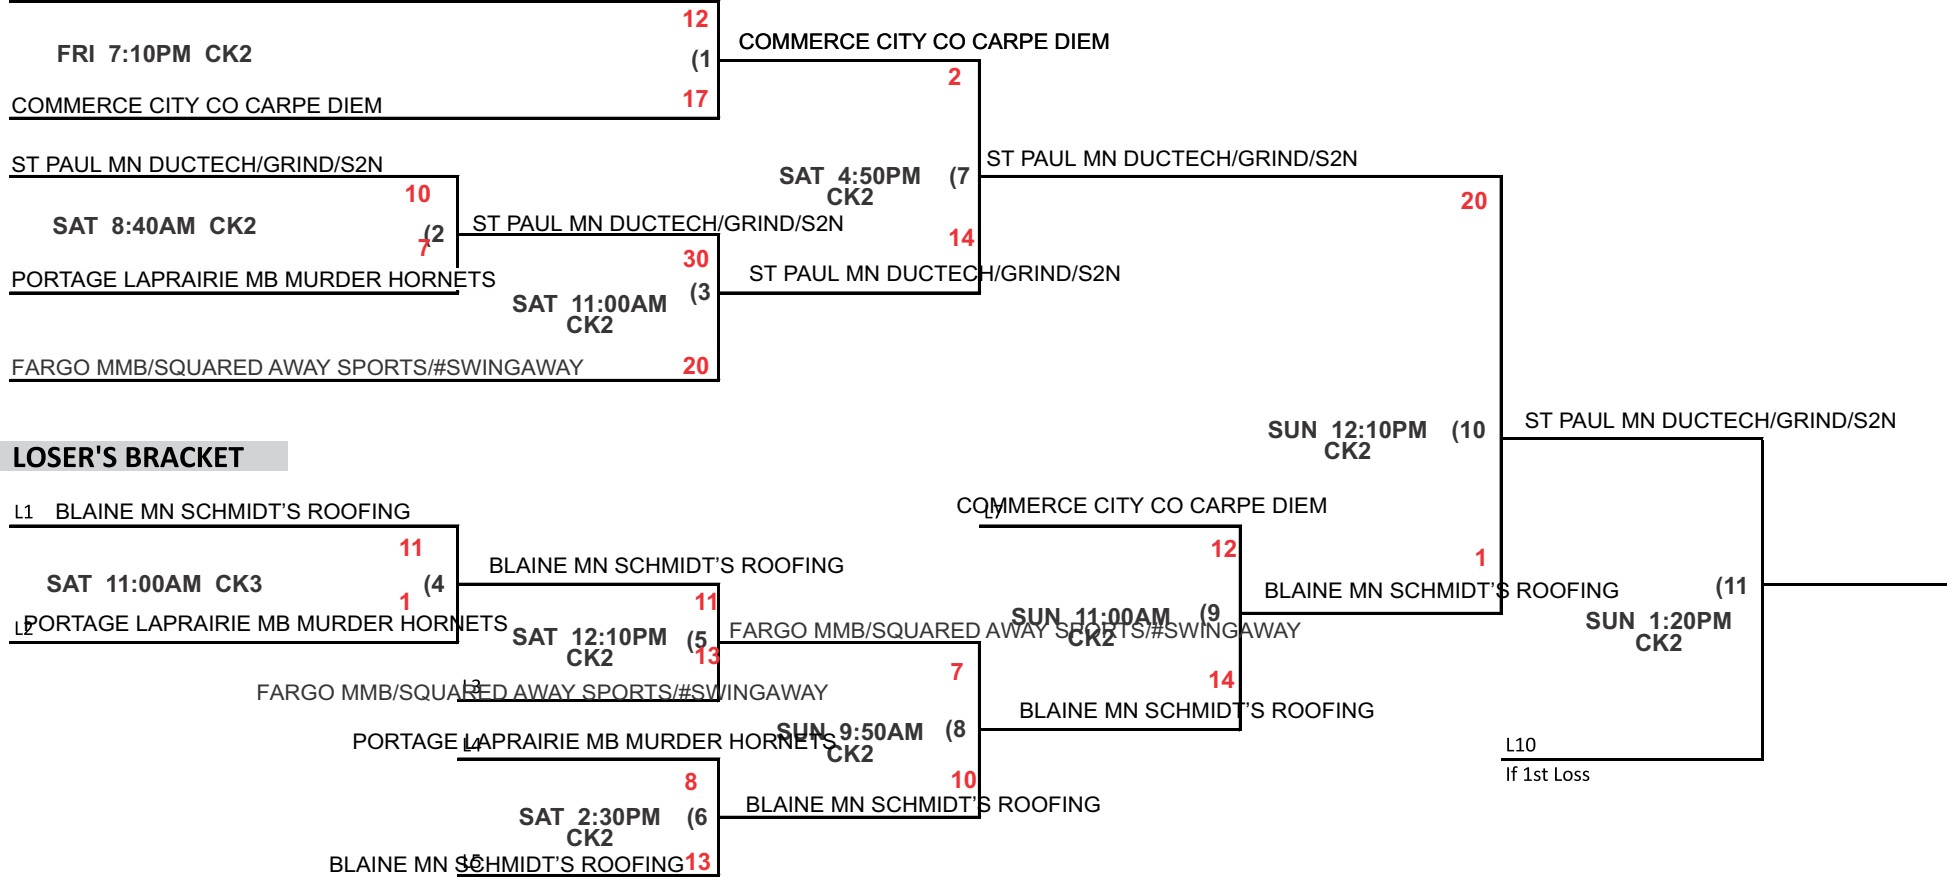 12
COMMERCE CITY CO CARPE DIEM
FRI 7:10PM CK2
(1
2
COMMERCE CITY CO CARPE DIEM
17
ST PAUL MN DUCTECH/GRIND/S2N
ST PAUL MN DUCTECH/GRIND/S2N
SAT 4:50PM (7
CK2
10
20
SAT 8:40AM CK2
(2
ST PAUL MN DUCTECH/GRIND/S2N
7
14
30
PORTAGE LAPRAIRIE MB MURDER HORNETS
ST PAUL MN DUCTECH/GRIND/S2N
SAT 11:00AM (3
CK2
FARGO MMB/SQUARED AWAY SPORTS/#SWINGAWAY
20
ST PAUL MN DUCTECH/GRIND/S2N
SUN 12:10PM (10
CK2
LOSER'S BRACKET
L1 BLAINE MN SCHMIDT'S ROOFING
COMMERCE CITY CO CARPE DIEM
L7
11
12
SAT 11:00AM CK3 (4
BLAINE MN SCHMIDT'S ROOFING
1
1
BLAINE MN SCHMIDT'S ROOFING
(11
11
L2
PORTAGE LAPRAIRIE MB MURDER HORNETS
SUN 11:00AM (9
CK2
SUN 1:20PM
CK2
SAT 12:10PM (5
CK2
FARGO MMB/SQUARED AWAY SPORTS/#SWINGAWAY
13
7
14
L3
FARGO MMB/SQUARED AWAY SPORTS/#SWINGAWAY
BLAINE MN SCHMIDT'S ROOFING
SUN 9:50AM (8
CK2
L4
PORTAGE LAPRAIRIE MB MURDER HORNETS
L10
If 1st Loss
8
10
SAT 2:30PM (6
CK2
BLAINE MN SCHMIDT'S ROOFING
L5
BLAINE MN SCHMIDT'S ROOFING
13